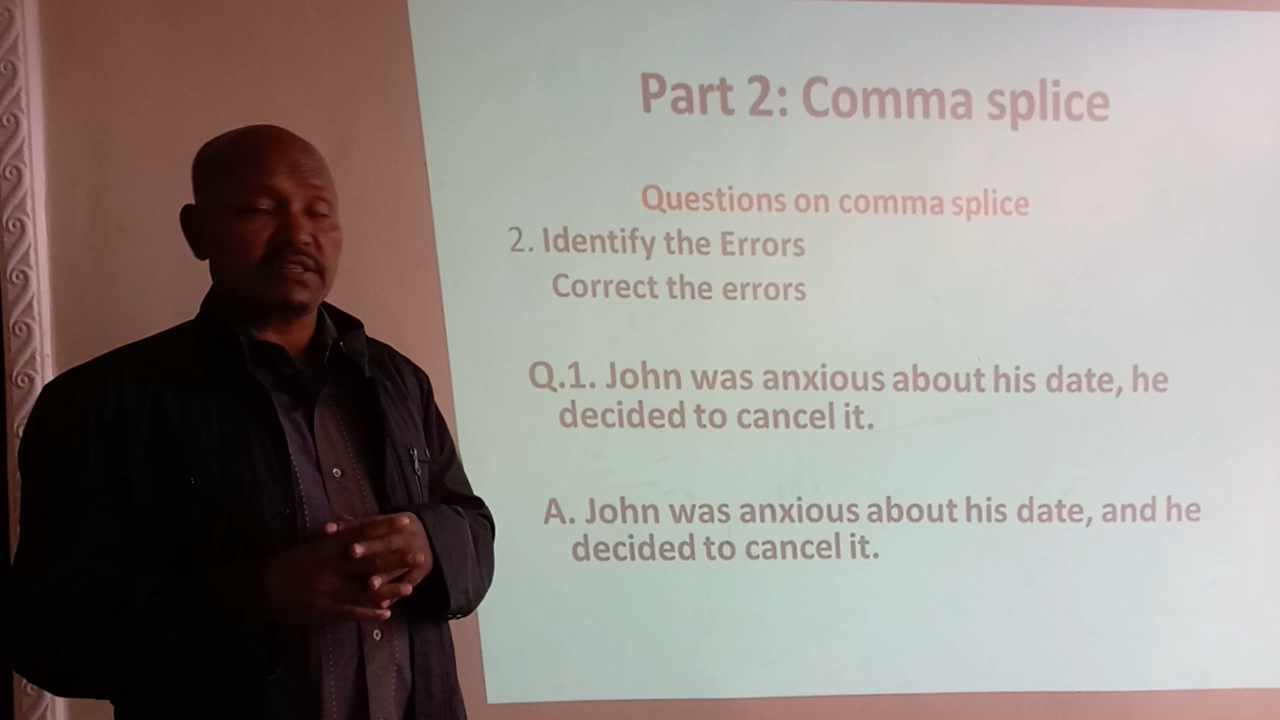 Part 2: Comma splice
Questions on comma splice
2. Identify the Errors
Correct the errors
Q.1. John was anxious about his date, he
decided to cancel it.
A. John was anxious about his date, and he
decided to cancel it.